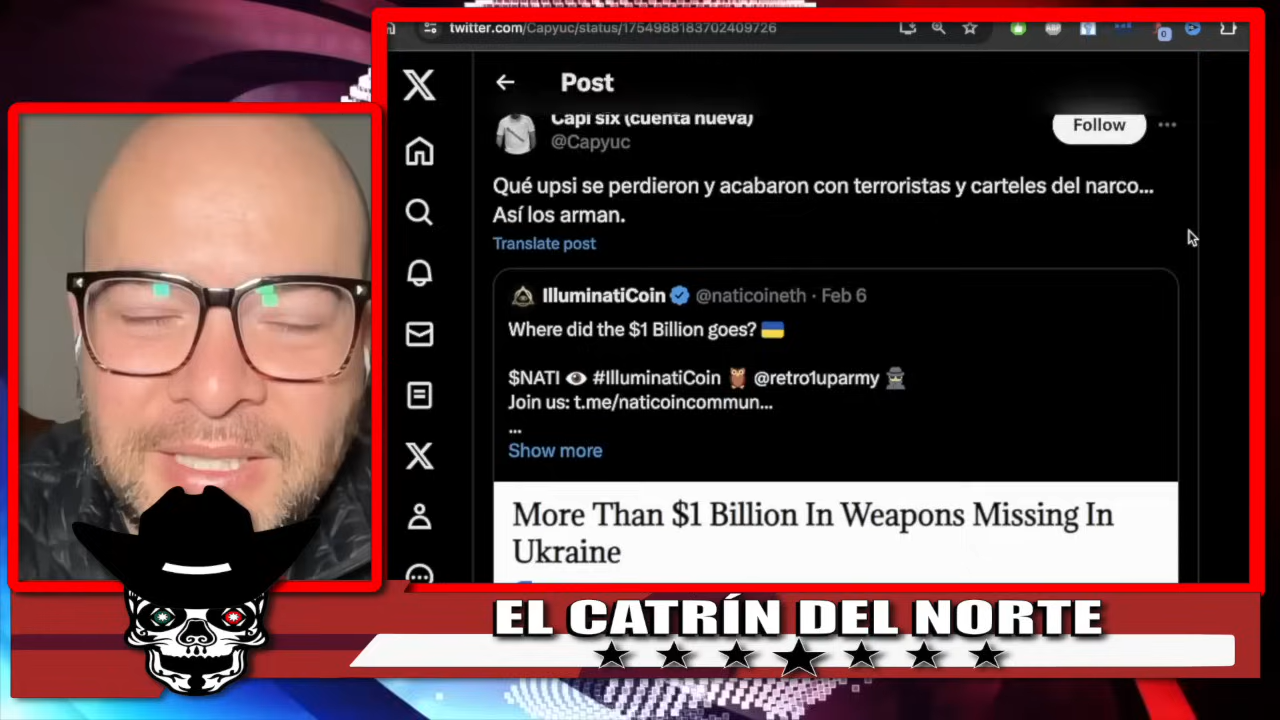 twitter.com/Capyuc/status/1754988183702409726
Post
Capi six (cuenta nueva)
@Capyuc
Follow
Qué upsi se perdieron y acabaron con terroristas y carteles del narco...
Así los arman.
Translate post
IlluminatiCoin @naticoineth · Feb 6
Where did the $1 Billion goes? 🇺🇦
$NATI 👁 #IlluminatiCoin 🦉 @retro1uparmy 🕵
Join us: t.me/naticoincommun...
...
Show more
More Than $1 Billion In Weapons Missing In
Ukraine
EL CATRÍN DEL NORTE